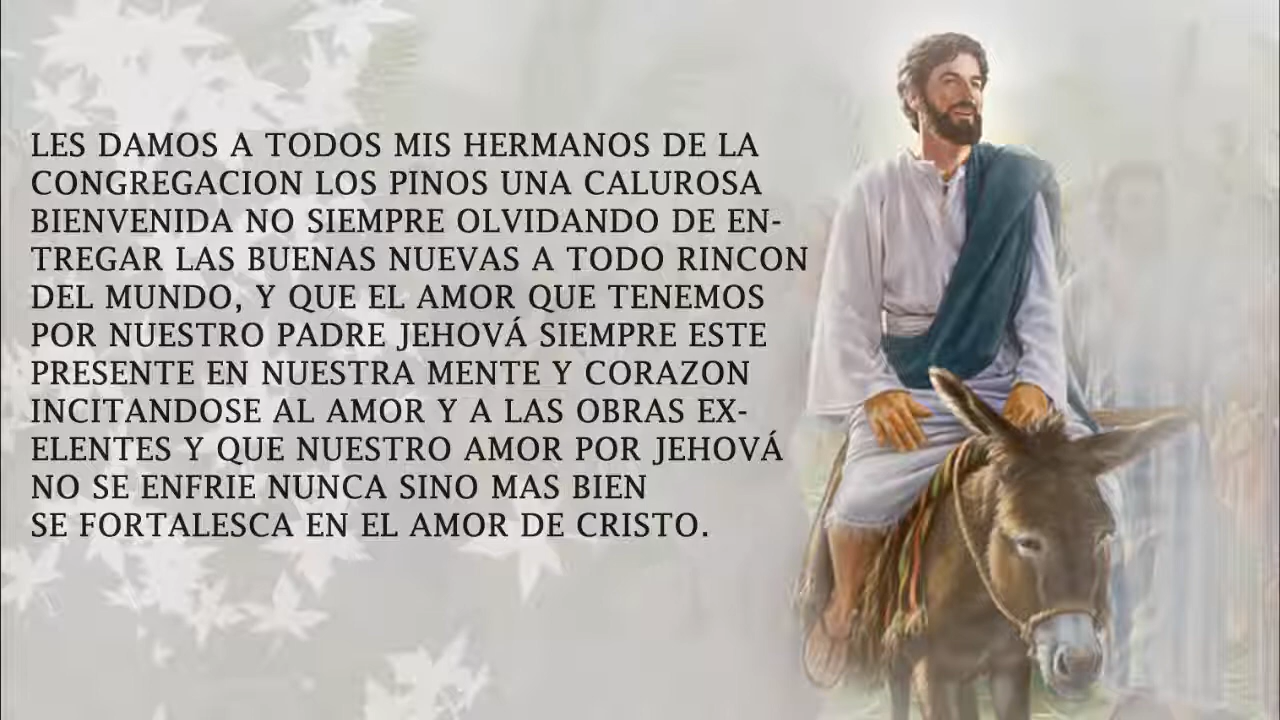 LES DAMOS A TODOS MIS HERMANOS DE LA
CONGREGACION LOS PINOS UNA CALUROSA
BIENVENIDA NO SIEMPRE OLVIDANDO DE EN-
TREGAR LAS BUENAS NUEVAS A TODO RINCON
DEL MUNDO, Y QUE EL AMOR QUE TENEMOS
POR NUESTRO PADRE JEHOVÁ SIEMPRE ESTE
PRESENTE EN NUESTRA MENTE Y CORAZON
INCITANDOSE AL AMOR Y A LAS OBRAS EX-
ELENTES Y QUE NUESTRO AMOR POR JEHOVÁ
NO SE ENFRIE NUNCA SINO MAS BIEN
SE FORTALESCA EN EL AMOR DE CRISTO.